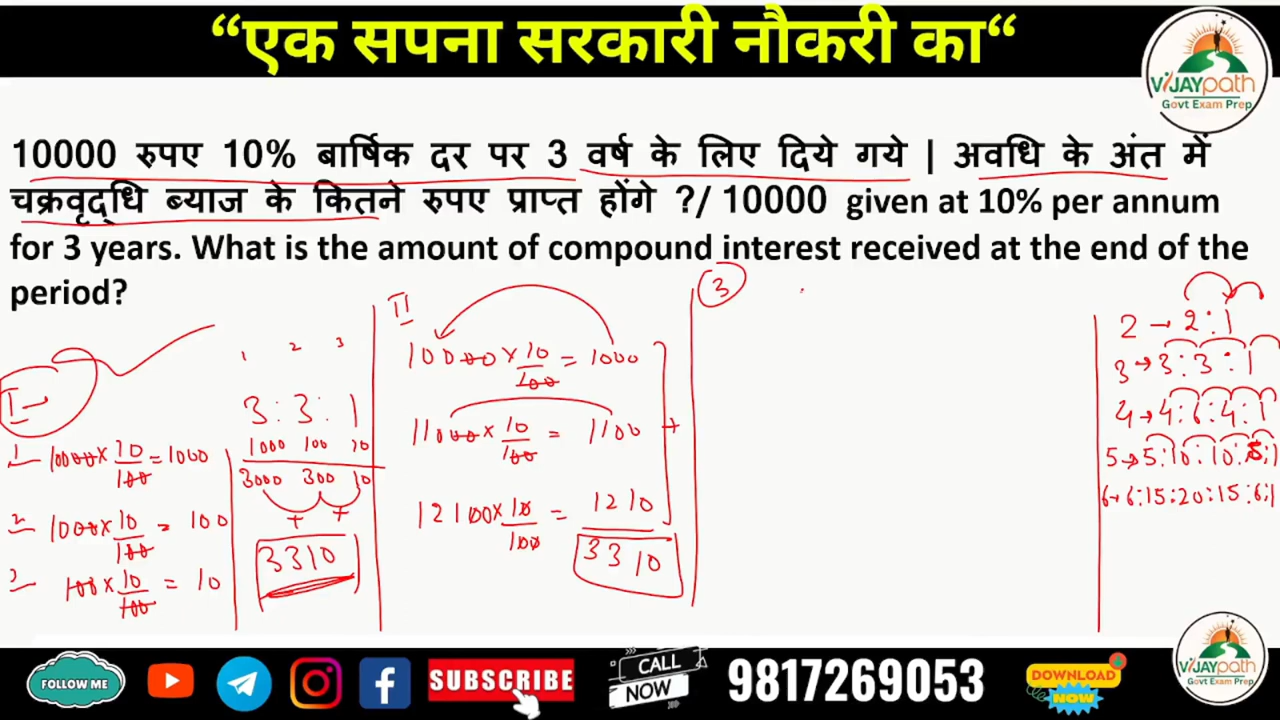 “एक सपना सरकारी नौकरी का“
VIJAYPATH
Govt Exam Prep
10000 रुपए 10% बार्षिक दर पर 3 वर्ष के लिए दिये गये | अवधि के अंत में
चक्रवृद्धि ब्याज के कितने रुपए प्राप्त होंगे ?/ 10000 given at 10% per annum
for 3 years. What is the amount of compound interest received at the end of the
period?
I
1 2 3
3 : 3 : 1
1000 100 10
3000 300 10
+ +
3310
1 10000 × 10/100 = 1000
2 1000 × 10/100 = 100
3 100 × 10/100 = 10
II
10000 × 10/100 = 1000
11000 × 10/100 = 1100 +
12100 × 10/100 = 1210
3310
3
2 → 2 : 1
3 → 3 : 3 : 1
4 → 4 : 6 : 4 : 1
5 → 5 : 10 : 10 : 5 : 1
6 → 6 : 15 : 20 : 15 : 6 : 1
FOLLOW ME
SUBSCRIBE
CALL
NOW
9817269053
DOWNLOAD
NOW
VIJAYPATH
Govt Exam Prep